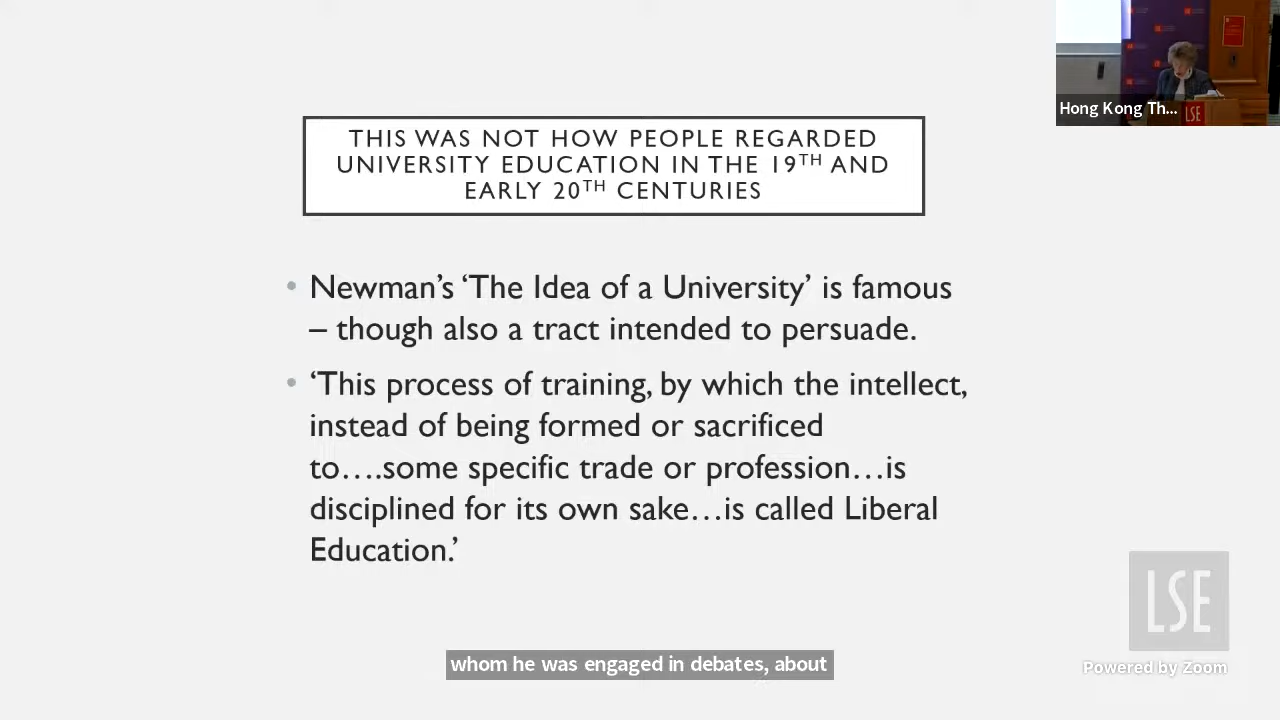 Hong Kong Th...
LSE
THIS WAS NOT HOW PEOPLE REGARDED
UNIVERSITY EDUCATION IN THE 19TH AND
EARLY 20TH CENTURIES
• Newman’s ‘The Idea of a University’ is famous
– though also a tract intended to persuade.
• ‘This process of training, by which the intellect,
instead of being formed or sacrificed
to….some specific trade or profession…is
disciplined for its own sake…is called Liberal
Education.’
LSE
Powered by Zoom
whom he was engaged in debates, about